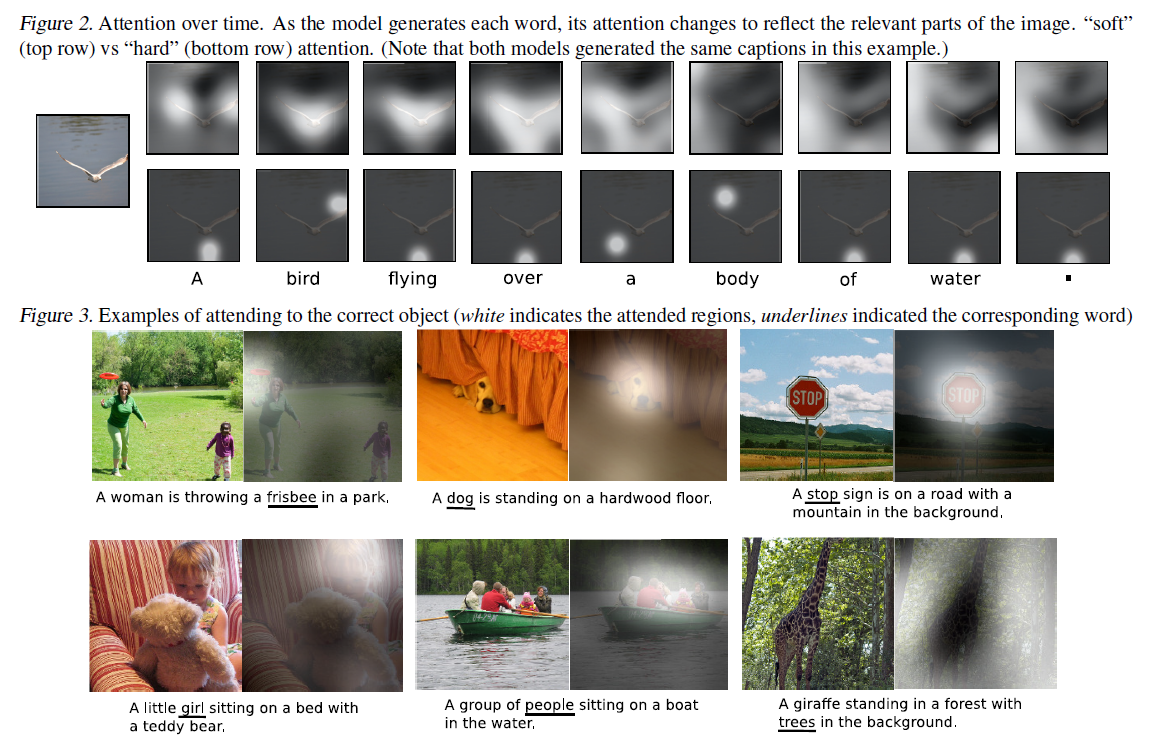 Figure 2. Attention over time. As the model generates each word, its attention changes to reflect the relevant parts of the image. “soft”
(top row) vs “hard” (bottom row) attention. (Note that both models generated the same captions in this example.)
A bird flying over a body of water .
Figure 3. Examples of attending to the correct object (white indicates the attended regions, underlines indicated the corresponding word)
STOP STOP
A woman is throwing a frisbee in a park.
A dog is standing on a hardwood floor.
A stop sign is on a road with a
mountain in the background.
A little girl sitting on a bed with
a teddy bear.
A group of people sitting on a boat
in the water.
A giraffe standing in a forest with
trees in the background.